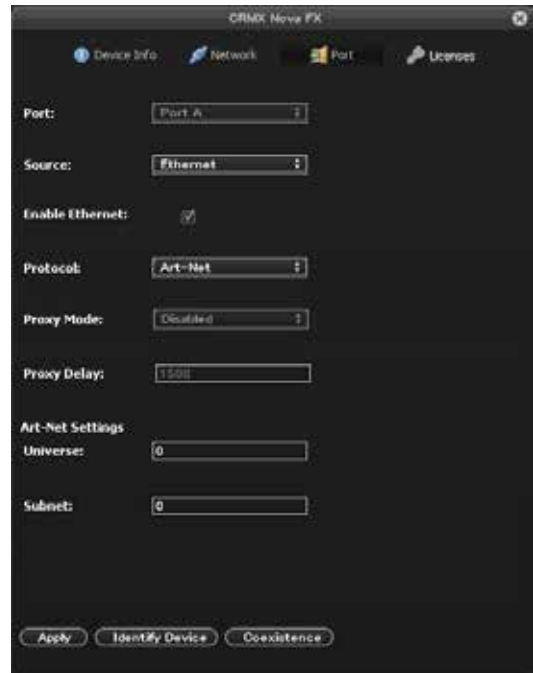 CRMX Nova FX
Device Info Network Port Licenses
Port: Port A
Source: Ethernet
Enable Ethernet:
Protocol: Art-Net
Proxy Mode: Disabled
Proxy Delay: 1500
Art-Net Settings
Universe: 0
Subnet: 0
Apply Identify Device Coexistence